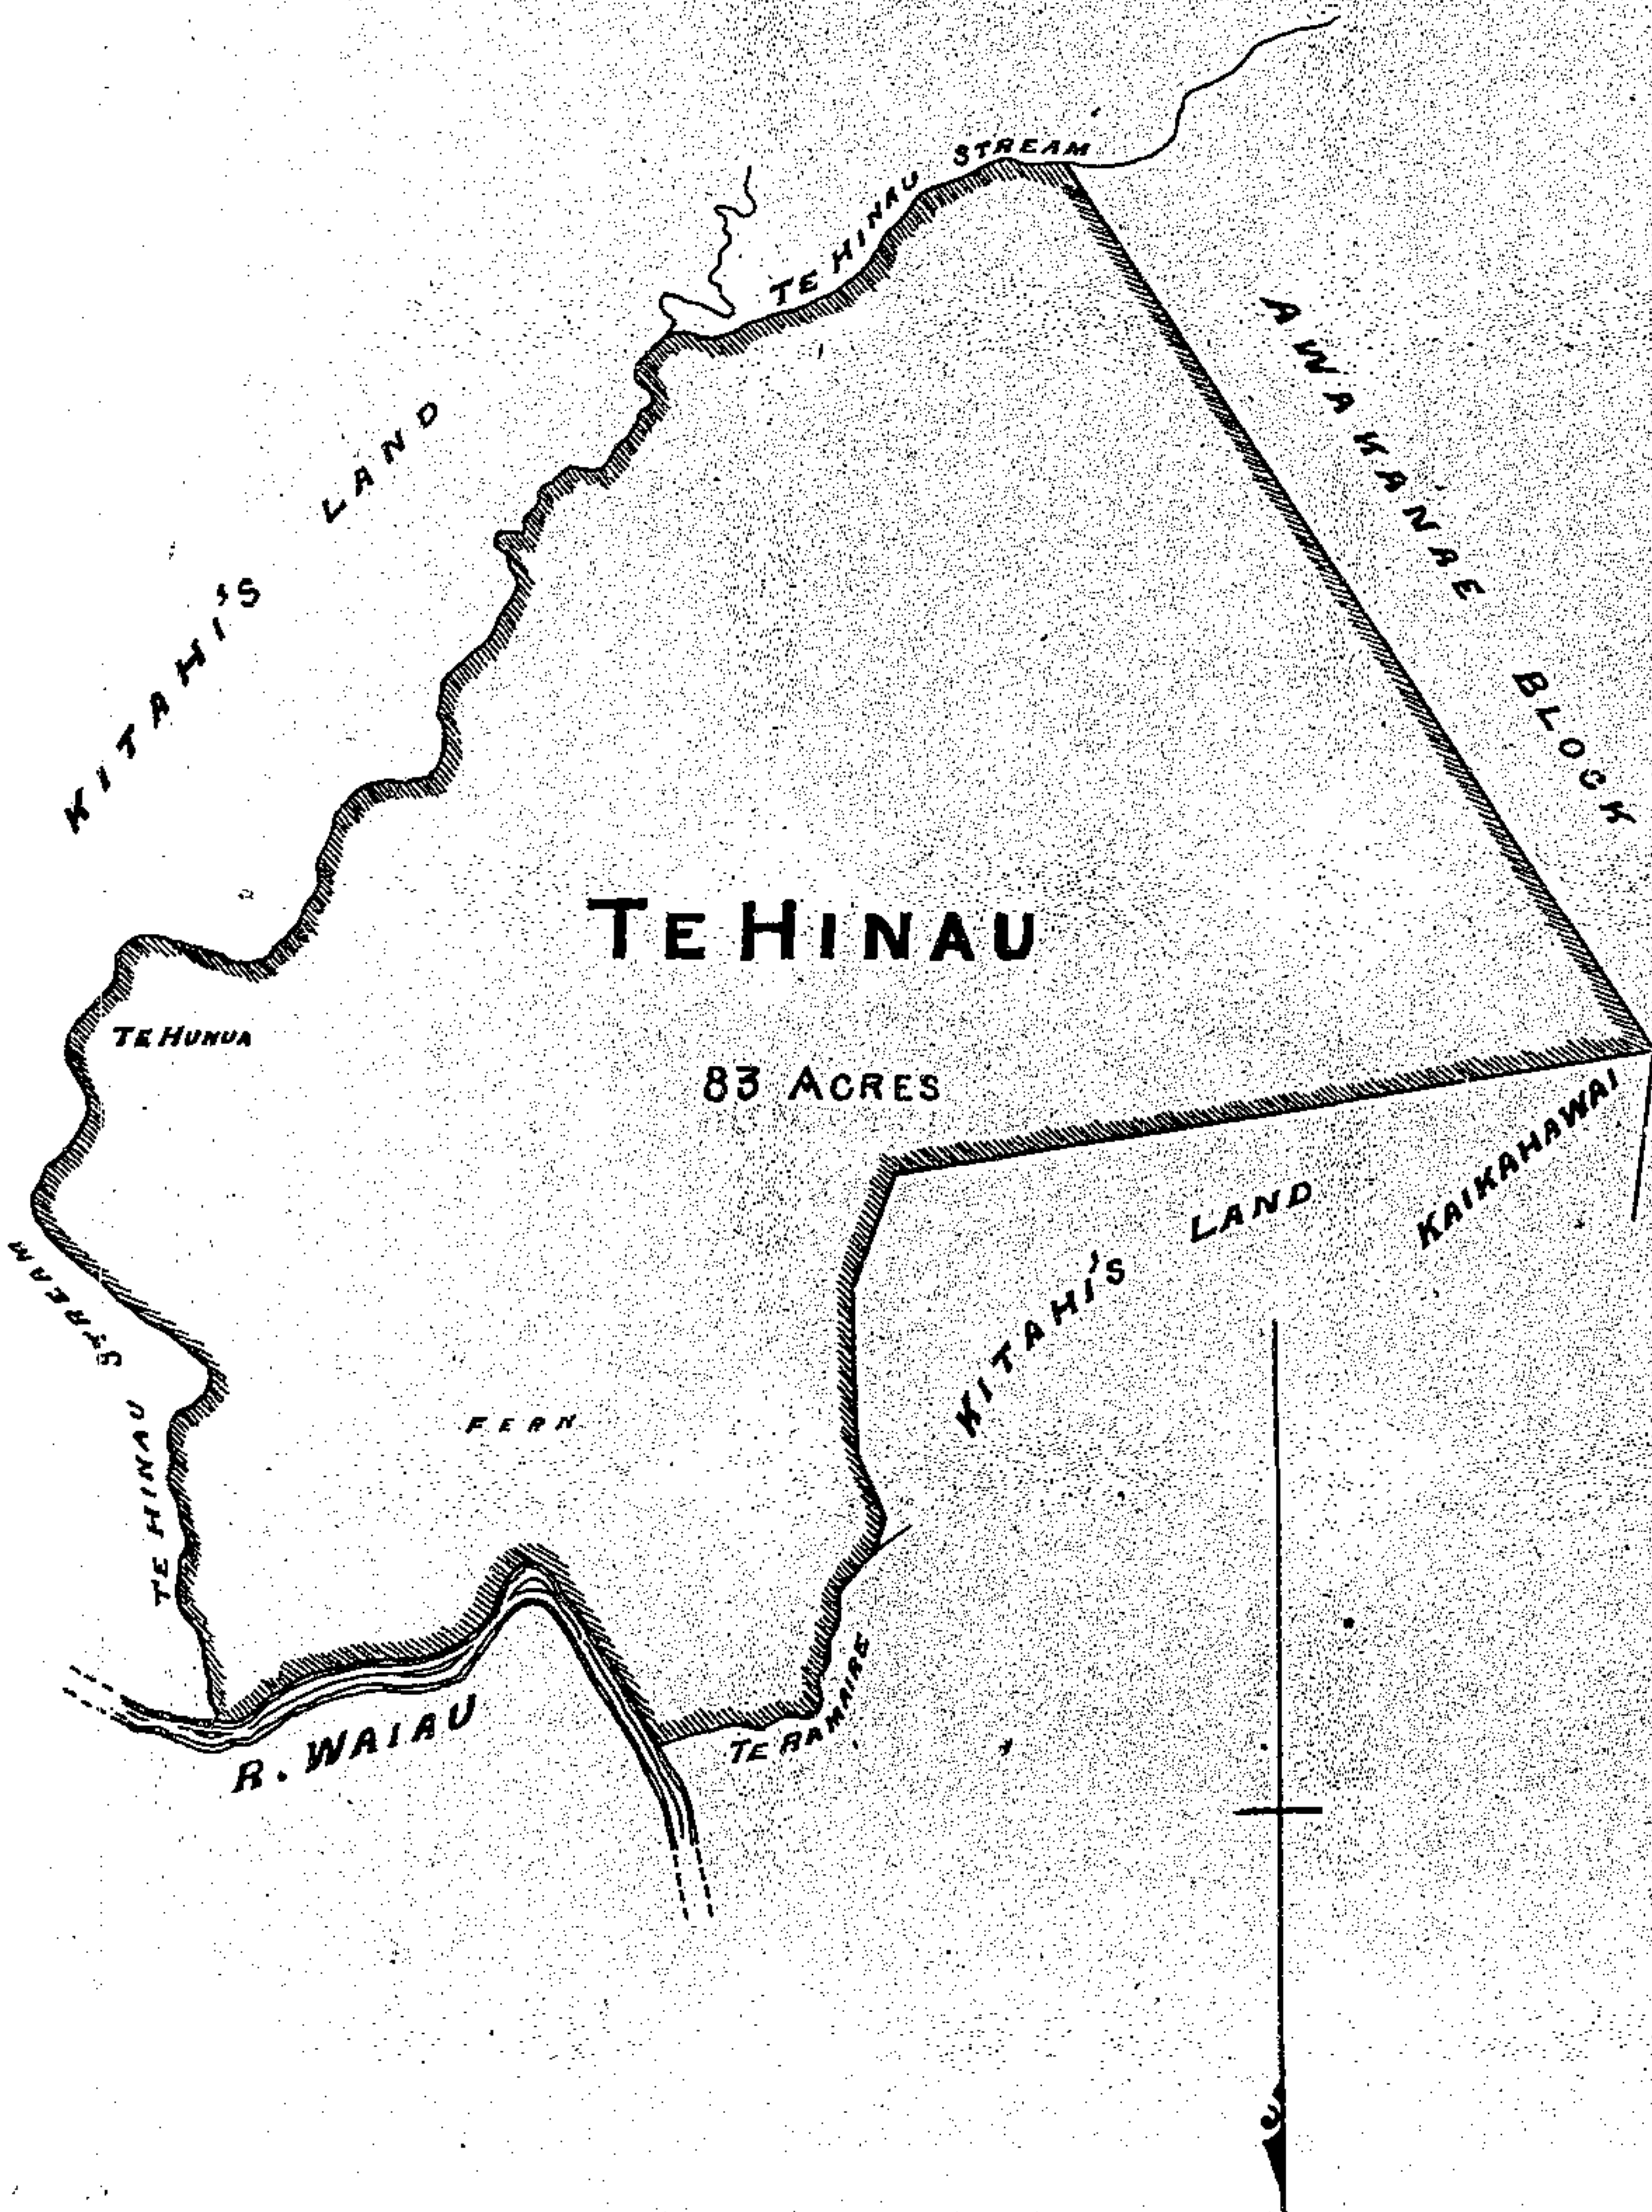 STREAM
TE HINAU
AWAKANAE BLOCK
KITAHI'S LAND
TE HINAU
TE HUNUA
83 ACRES
KAIKAHAWAI
KITAHI'S LAND
STREAM
TE HINAU
FERN
TE RAMAIRE
R. WAIAU